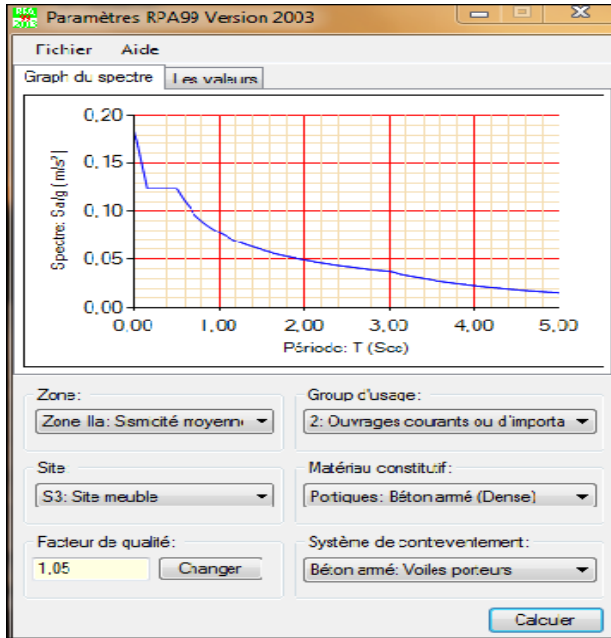 RPA 99 2003 Paramètres RPA99 Version 2003
Fichier Aide
Graph du spectre Les valeurs
0,20
0,15
0,10
0,05
0,00
Spectre: Sa/g (m/s²)
0,00 1,00 2,00 3,00 4,00 5,00
Période: T (Sec)
Zone: Group d'usage:
Zone IIa: Sismicité moyenne 2: Ouvrages courants ou d'importa
Site Matériau constitutif:
S3: Site meuble Portiques: Béton armé (Dense)
Facteur de qualité: Système de contreventement:
1,05 Changer Béton armé: Voiles porteurs
Calculer